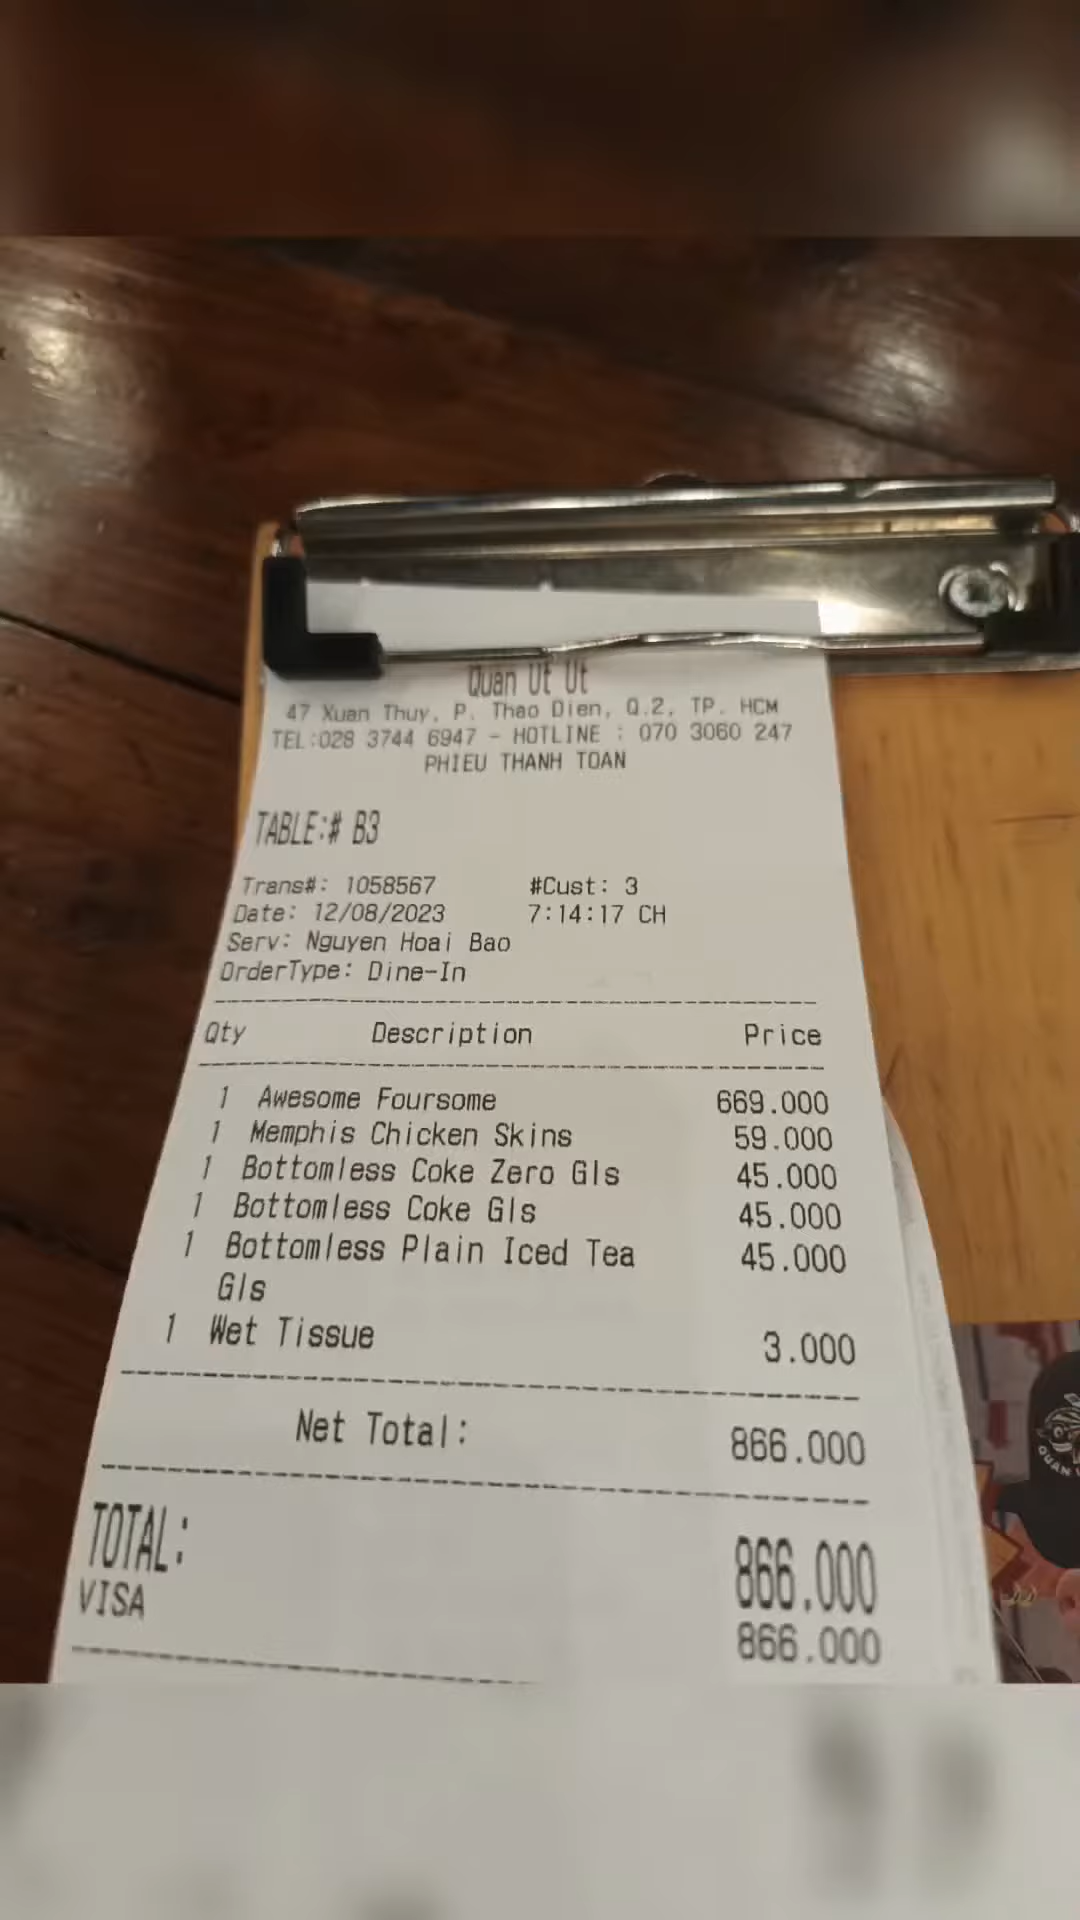 Quan Ut Ut
47 Xuan Thuy, P. Thao Dien, Q.2, TP. HCM
TEL:028 3744 6947 - HOTLINE : 070 3060 247
PHIEU THANH TOAN
TABLE:# B3
Trans#: 1058567 #Cust: 3
Date: 12/08/2023 7:14:17 CH
Serv: Nguyen Hoai Bao
OrderType: Dine-In
Qty Description Price
1 Awesome Foursome 669.000
1 Memphis Chicken Skins 59.000
1 Bottomless Coke Zero Gls 45.000
1 Bottomless Coke Gls 45.000
1 Bottomless Plain Iced Tea 45.000
Gls
1 Wet Tissue 3.000
Net Total: 866.000
TOTAL: 866.000
VISA 866.000
QUAN